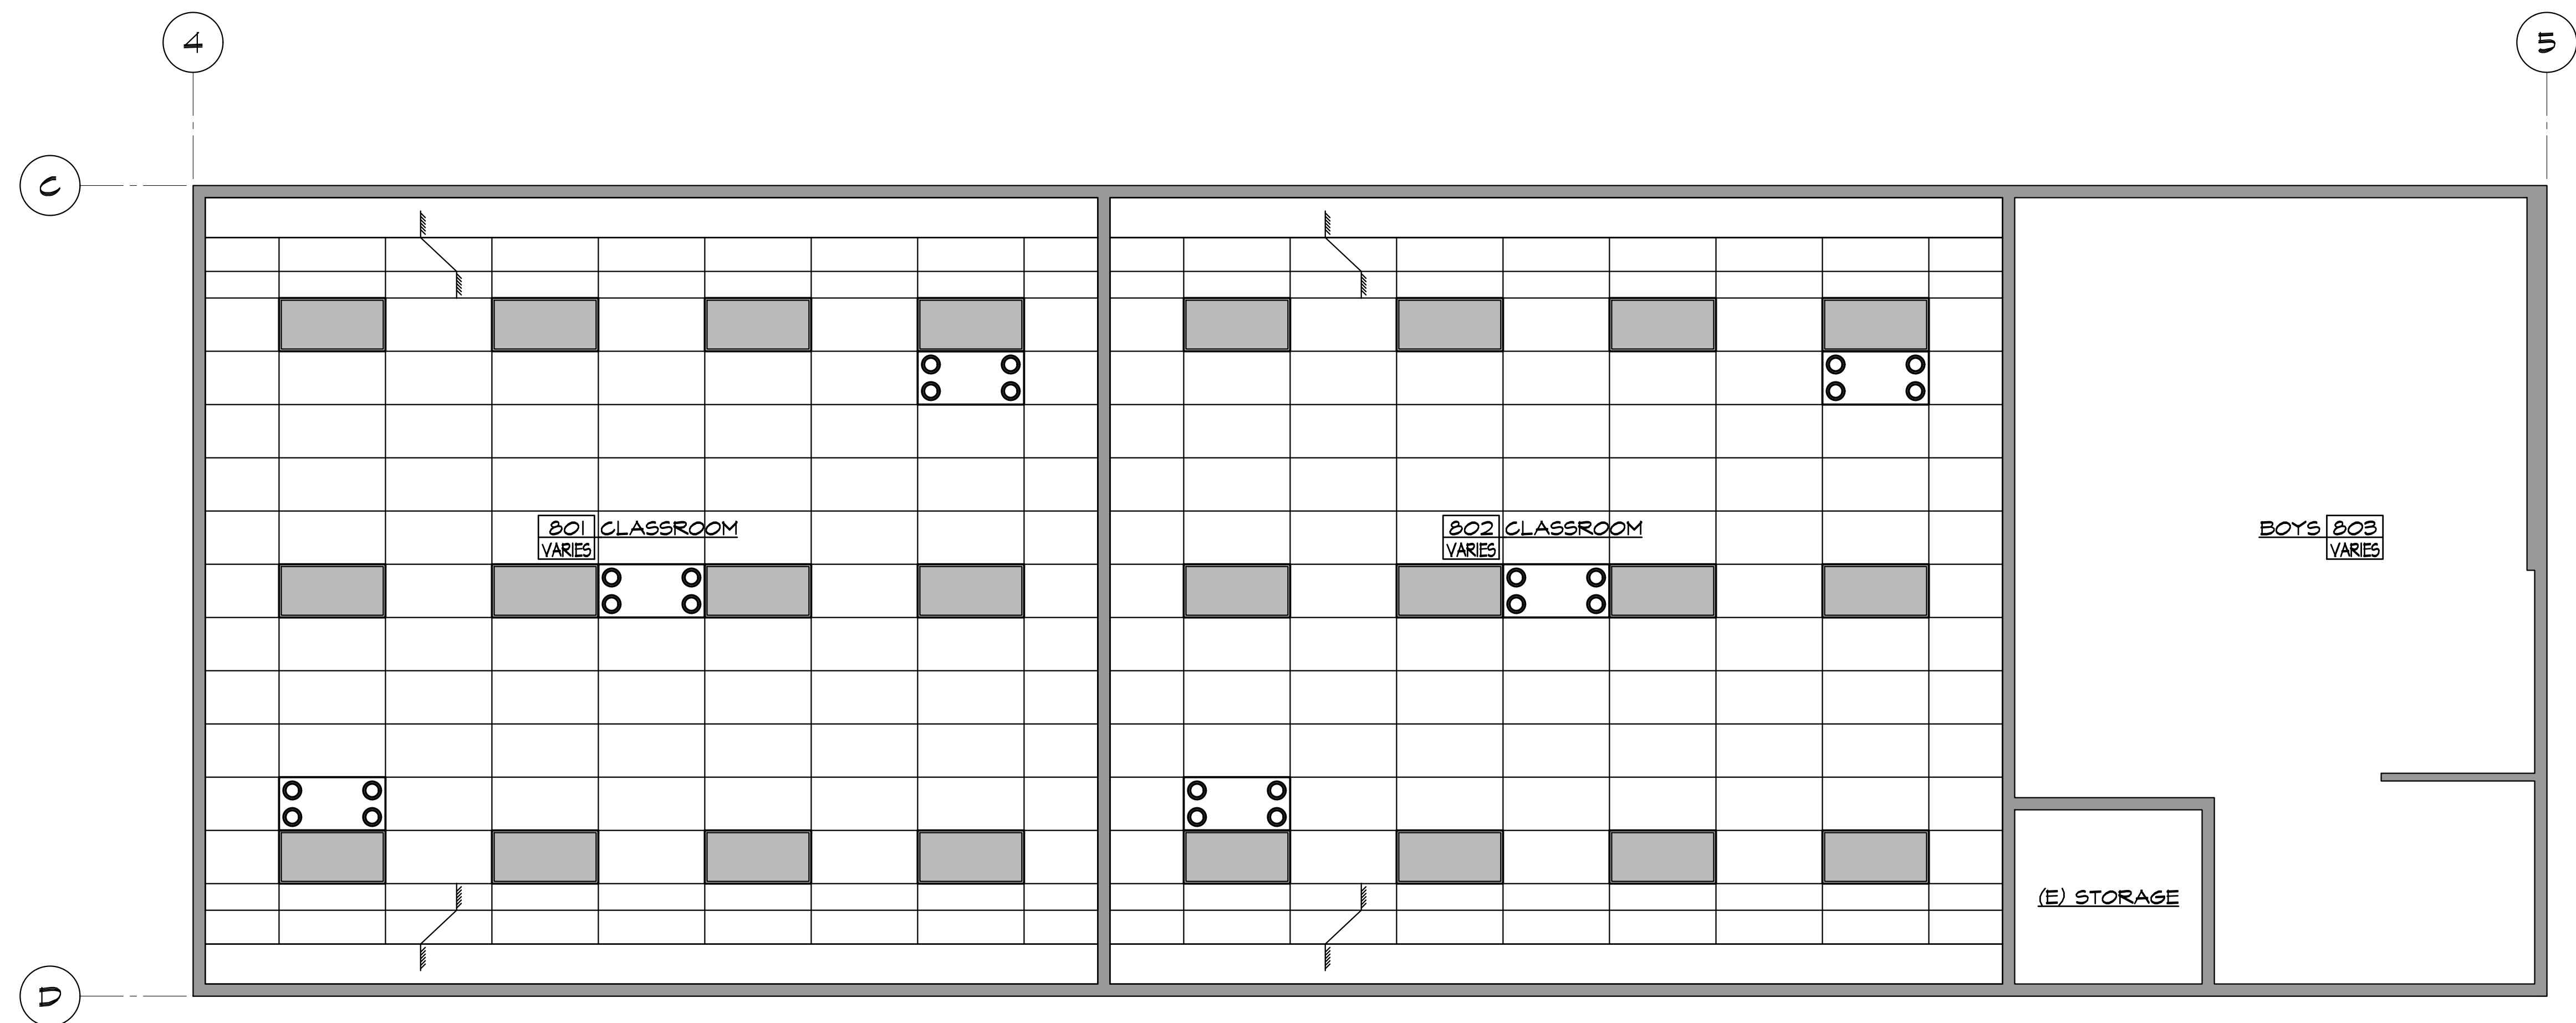 4
5
C
801 CLASSROOM
VARIES
802 CLASSROOM
VARIES
BOYS 803
VARIES
(E) STORAGE
D